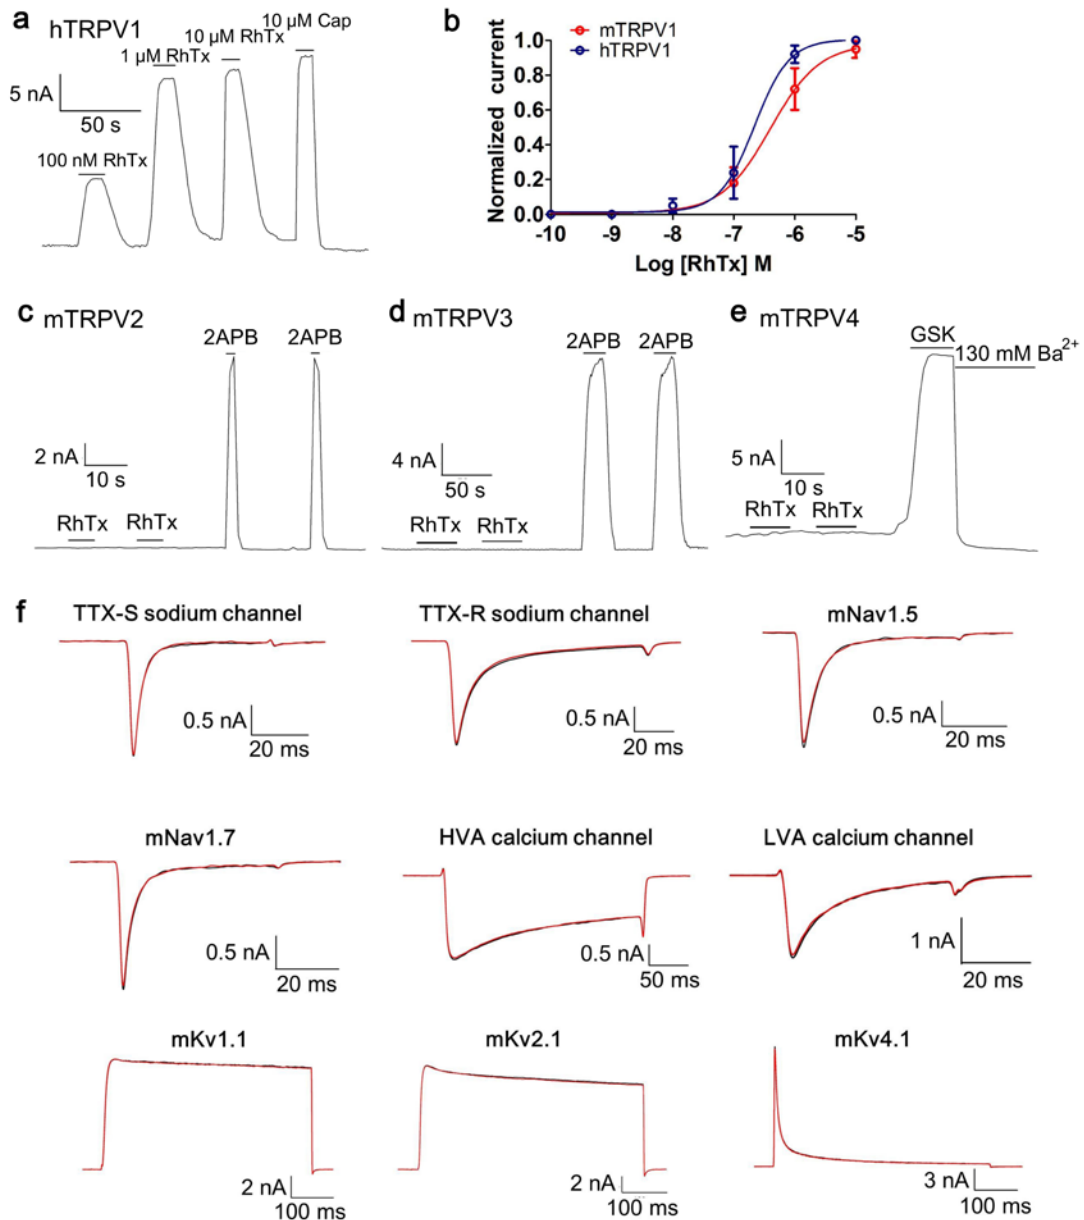 a
hTRPV1
10 µM Cap
10 µM RhTx
1 µM RhTx
5 nA
50 s
100 nM RhTx
b
mTRPV1
hTRPV1
Normalized current
1.0
0.8
0.6
0.4
0.2
0.0
-10 -9 -8 -7 -6 -5
Log [RhTx] M
c mTRPV2
2APB 2APB
2 nA
10 s
RhTx RhTx
d mTRPV3
2APB 2APB
4 nA
50 s
RhTx RhTx
e mTRPV4
GSK
130 mM Ba²⁺
5 nA
10 s
RhTx RhTx
f
TTX-S sodium channel
0.5 nA
20 ms
TTX-R sodium channel
0.5 nA
20 ms
mNav1.5
0.5 nA
20 ms
mNav1.7
0.5 nA
20 ms
HVA calcium channel
0.5 nA
50 ms
LVA calcium channel
1 nA
20 ms
mKv1.1
2 nA
100 ms
mKv2.1
2 nA
100 ms
mKv4.1
3 nA
100 ms